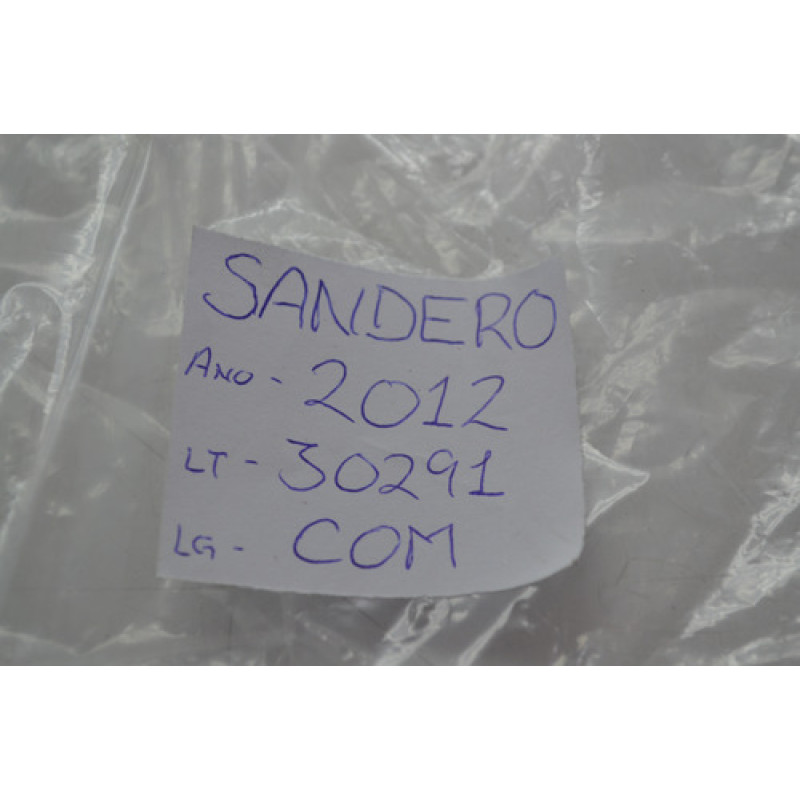 SANDERO
ANO - 2012
LT - 30291
LG - COM